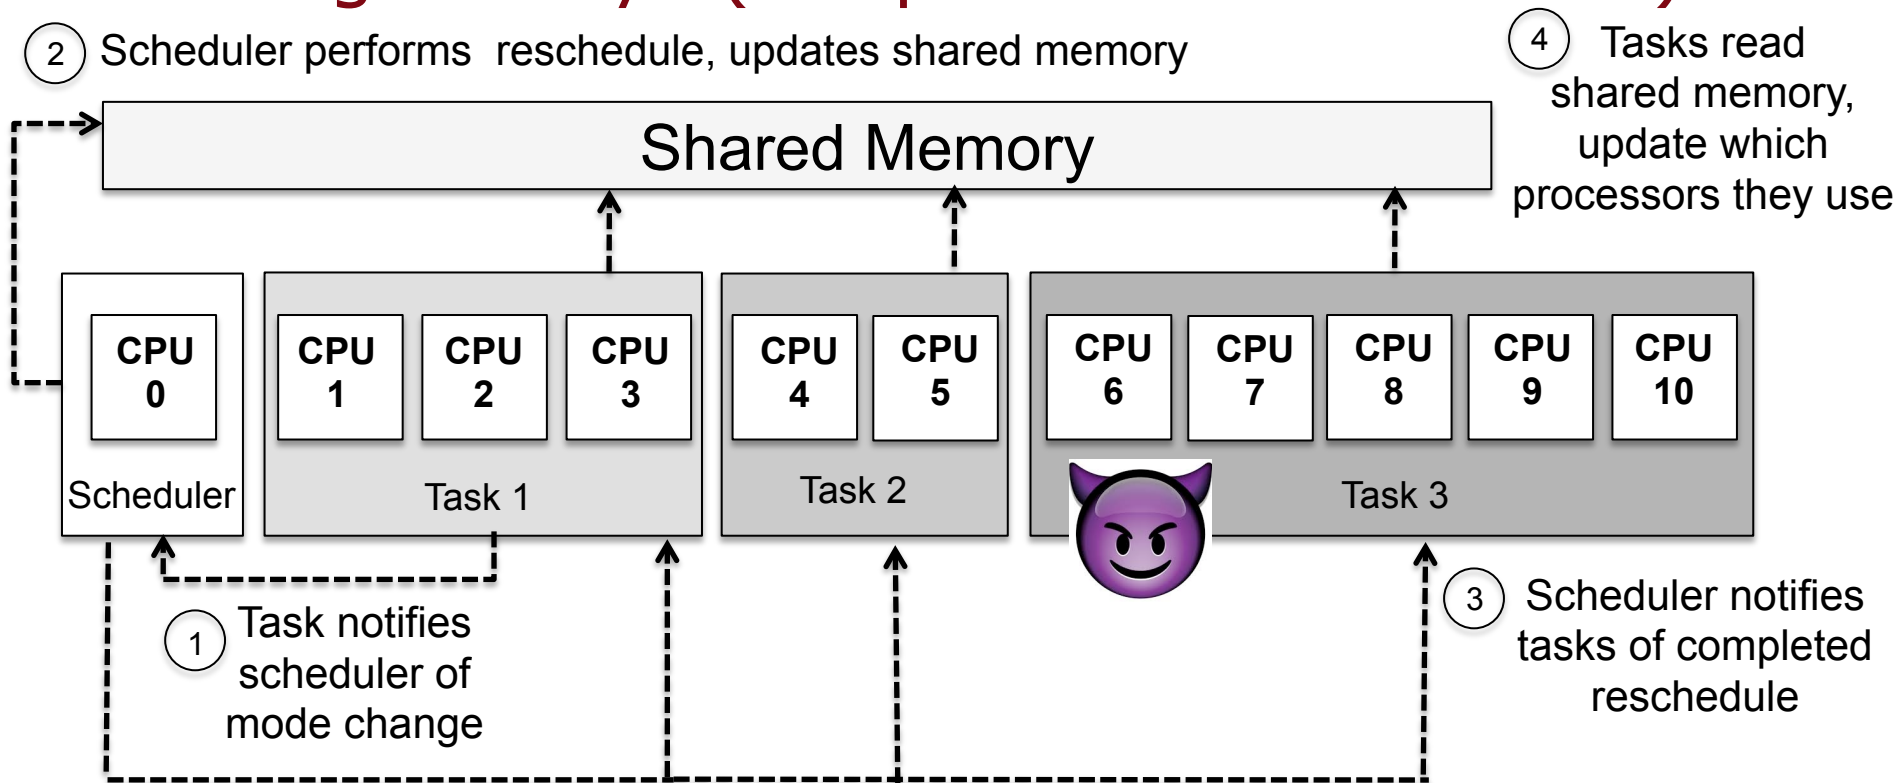 2 Scheduler performs reschedule, updates shared memory
4 Tasks read
shared memory,
update which
processors they use
Shared Memory
CPU
0
CPU
1
CPU
2
CPU
3
CPU
4
CPU
5
CPU
6
CPU
7
CPU
8
CPU
9
CPU
10
Scheduler
Task 1
Task 2
Task 3
1 Task notifies
scheduler of
mode change
3 Scheduler notifies
tasks of completed
reschedule